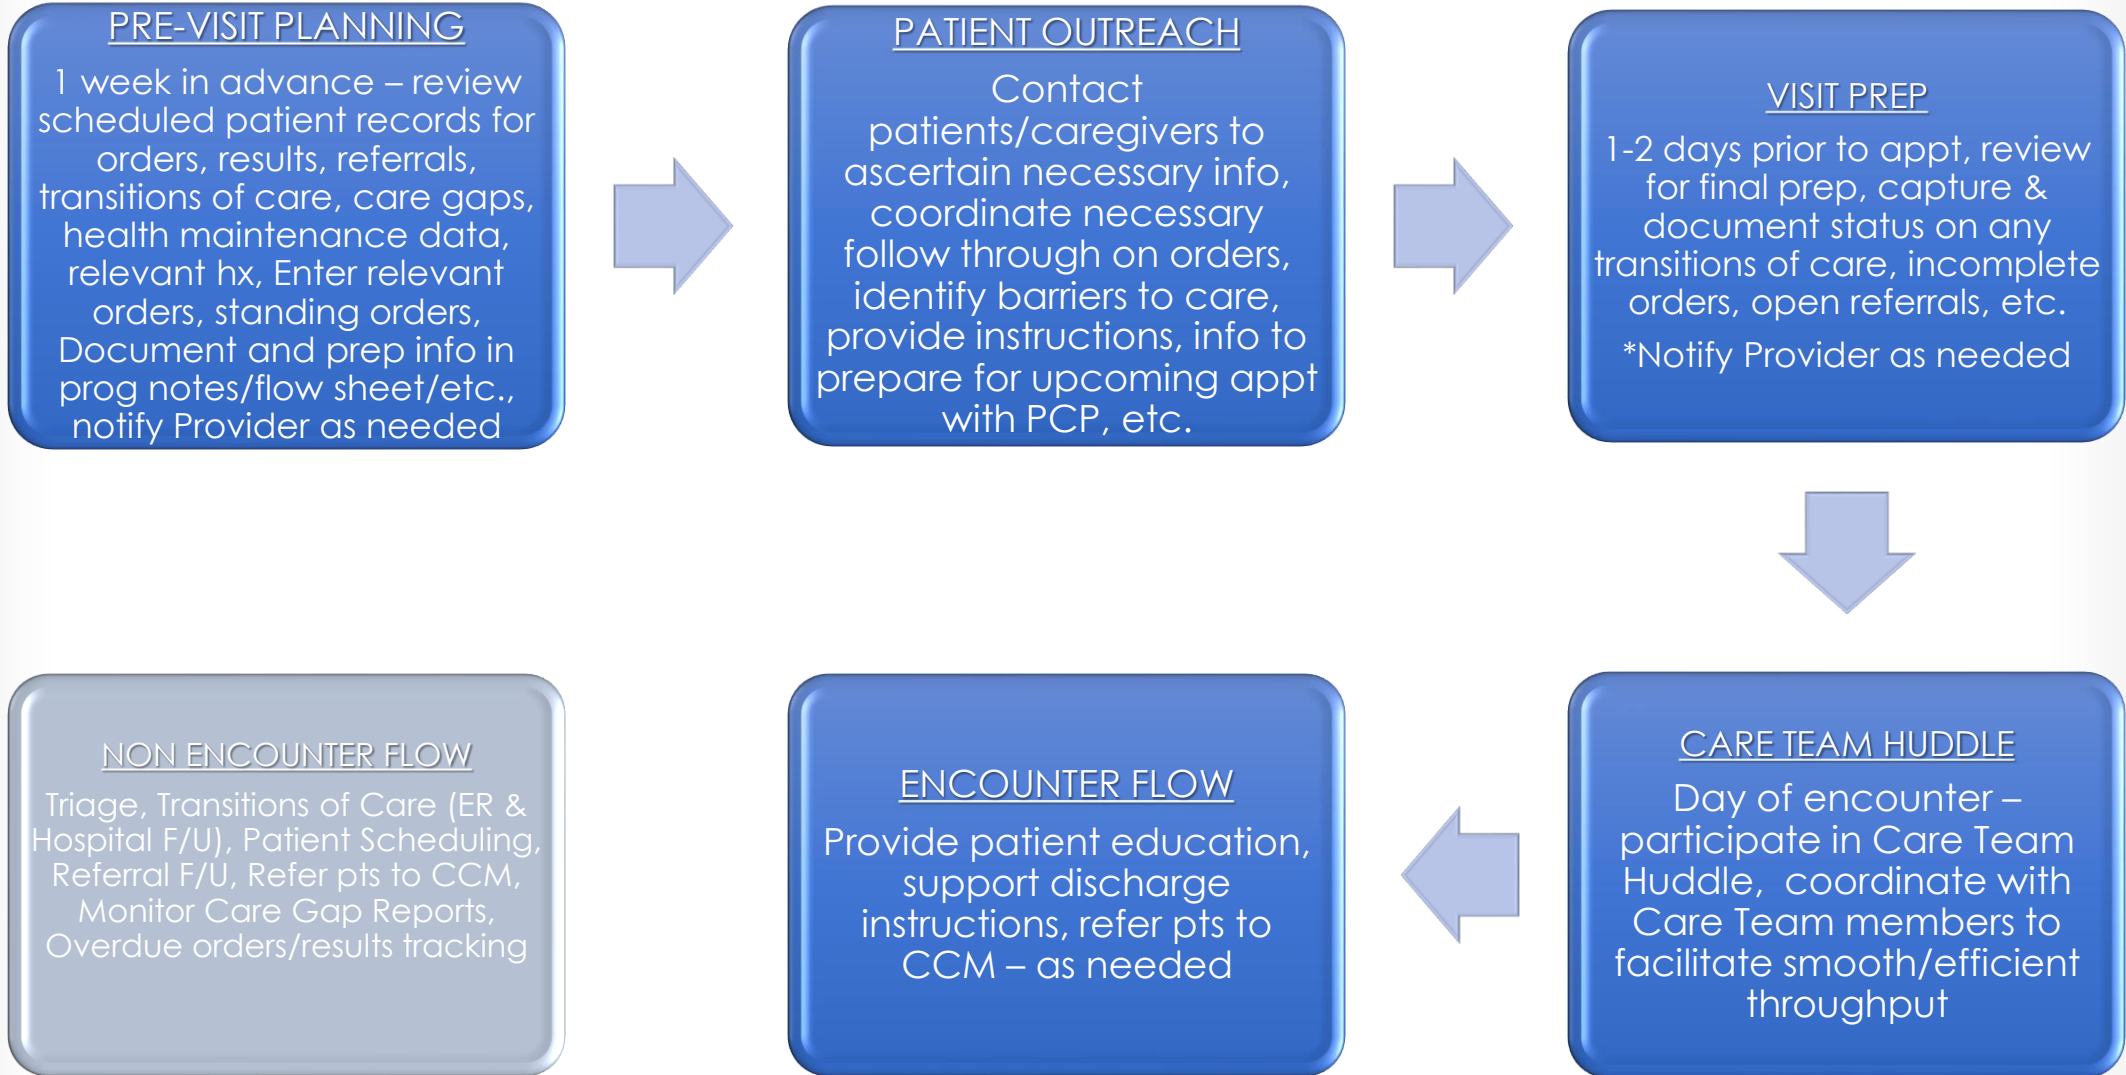 PRE-VISIT PLANNING
1 week in advance – review
scheduled patient records for
orders, results, referrals,
transitions of care, care gaps,
health maintenance data,
relevant hx, Enter relevant
orders, standing orders,
Document and prep info in
prog notes/flow sheet/etc.,
notify Provider as needed
PATIENT OUTREACH
Contact
patients/caregivers to
ascertain necessary info,
coordinate necessary
follow through on orders,
identify barriers to care,
provide instructions, info to
prepare for upcoming appt
with PCP, etc.
VISIT PREP
1-2 days prior to appt, review
for final prep, capture &
document status on any
transitions of care, incomplete
orders, open referrals, etc.
*Notify Provider as needed
CARE TEAM HUDDLE
Day of encounter –
participate in Care Team
Huddle, coordinate with
Care Team members to
facilitate smooth/efficient
throughput
ENCOUNTER FLOW
Provide patient education,
support discharge
instructions, refer pts to
CCM – as needed
NON ENCOUNTER FLOW
Triage, Transitions of Care (ER &
Hospital F/U), Patient Scheduling,
Referral F/U, Refer pts to CCM,
Monitor Care Gap Reports,
Overdue orders/results tracking